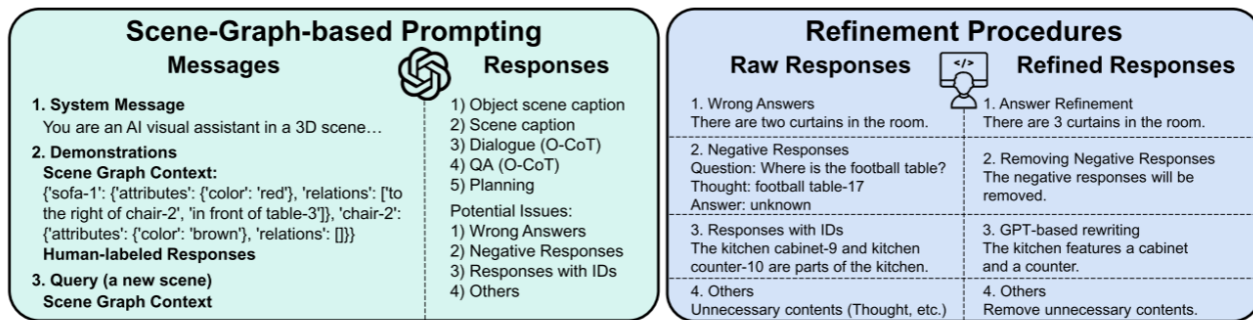 Scene-Graph-based Prompting
Messages
1. System Message
You are an AI visual assistant in a 3D scene…
2. Demonstrations
Scene Graph Context:
{'sofa-1': {'attributes': {'color': 'red'}, 'relations': ['to
the right of chair-2', 'in front of table-3']}, 'chair-2':
{'attributes': {'color': 'brown'}, 'relations': []}}
Human-labeled Responses
3. Query (a new scene)
Scene Graph Context
Responses
1) Object scene caption
2) Scene caption
3) Dialogue (O-CoT)
4) QA (O-CoT)
5) Planning
Potential Issues:
1) Wrong Answers
2) Negative Responses
3) Responses with IDs
4) Others
Refinement Procedures
Raw Responses
</>
Refined Responses
1. Wrong Answers
There are two curtains in the room.
1. Answer Refinement
There are 3 curtains in the room.
2. Negative Responses
Question: Where is the football table?
Thought: football table-17
Answer: unknown
2. Removing Negative Responses
The negative responses will be
removed.
3. Responses with IDs
The kitchen cabinet-9 and kitchen
counter-10 are parts of the kitchen.
3. GPT-based rewriting
The kitchen features a cabinet
and a counter.
4. Others
Unnecessary contents (Thought, etc.)
4. Others
Remove unnecessary contents.